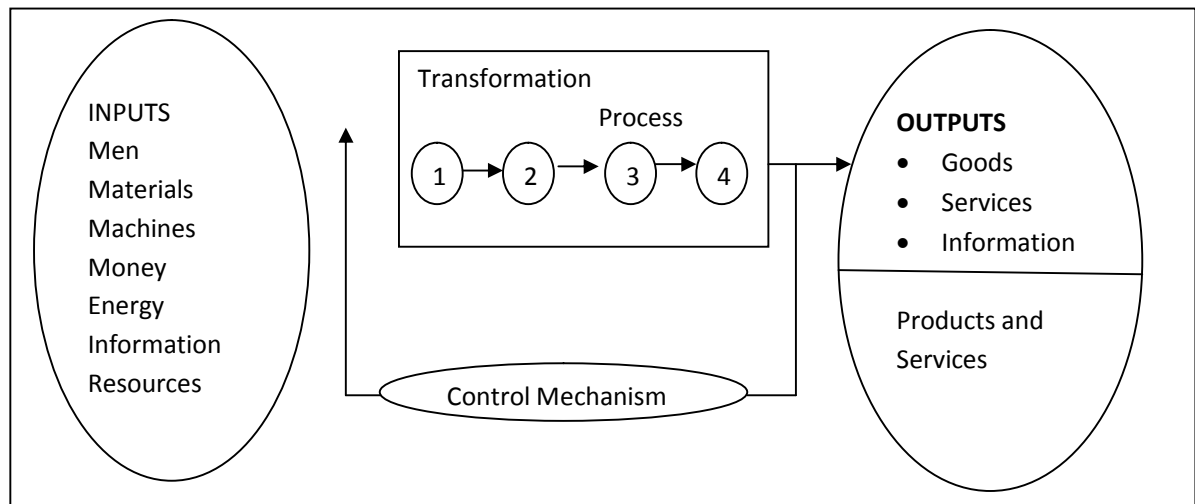 INPUTS
Men
Materials
Machines
Money
Energy
Information
Resources
Transformation
Process
1 2 3 4
Control Mechanism
OUTPUTS
• Goods
• Services
• Information
Products and
Services